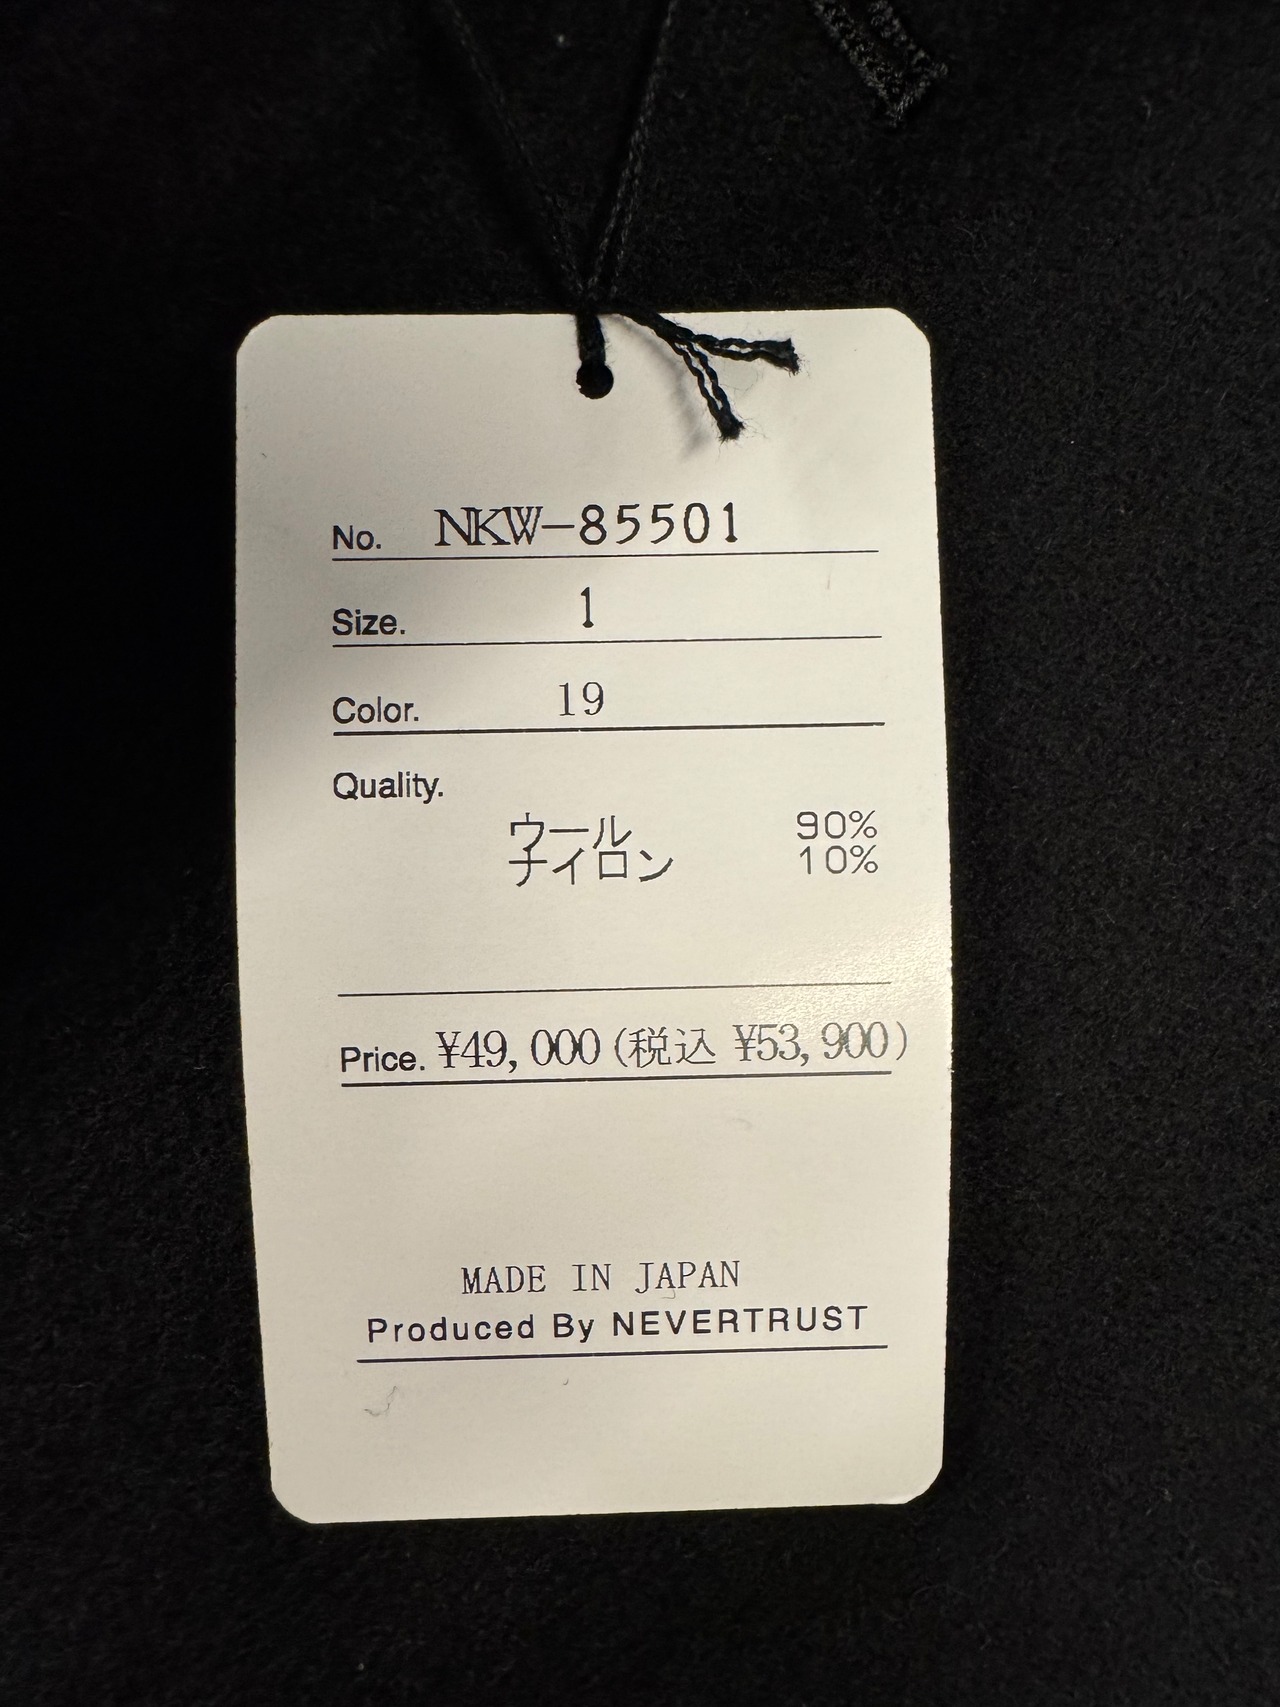 No. NKW-85501
Size. 1
Color. 19
Quality.
ウール 90%
ナイロン 10%
Price. ¥49,000(税込 ¥53,900)
MADE IN JAPAN
Produced By NEVERTRUST